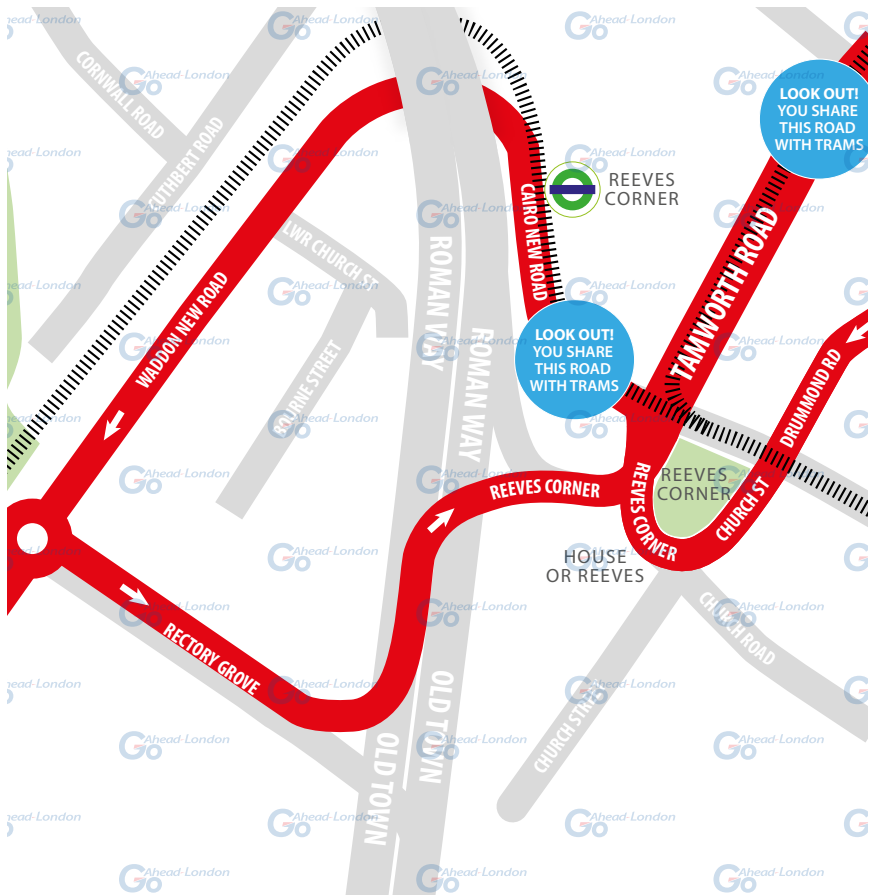 CORNWALL ROAD
CUTHBERT ROAD
LOOK OUT!
YOU SHARE
THIS ROAD
WITH TRAMS
REEVES
CORNER
CAIRO NEW ROAD
TAMWORTH ROAD
LWR CHURCH ST
ROMAN WAY
WADDON NEW ROAD
ROMAN WAY
LOOK OUT!
YOU SHARE
THIS ROAD
WITH TRAMS
BOURNE STREET
DRUMMOND RD
REEVES
CORNER
REEVES CORNER
REEVES CORNER
CHURCH ST
HOUSE
OR REEVES
CHURCH ROAD
RECTORY GROVE
OLD TOWN
OLD TOWN
CHURCH STREET
Go Ahead-London